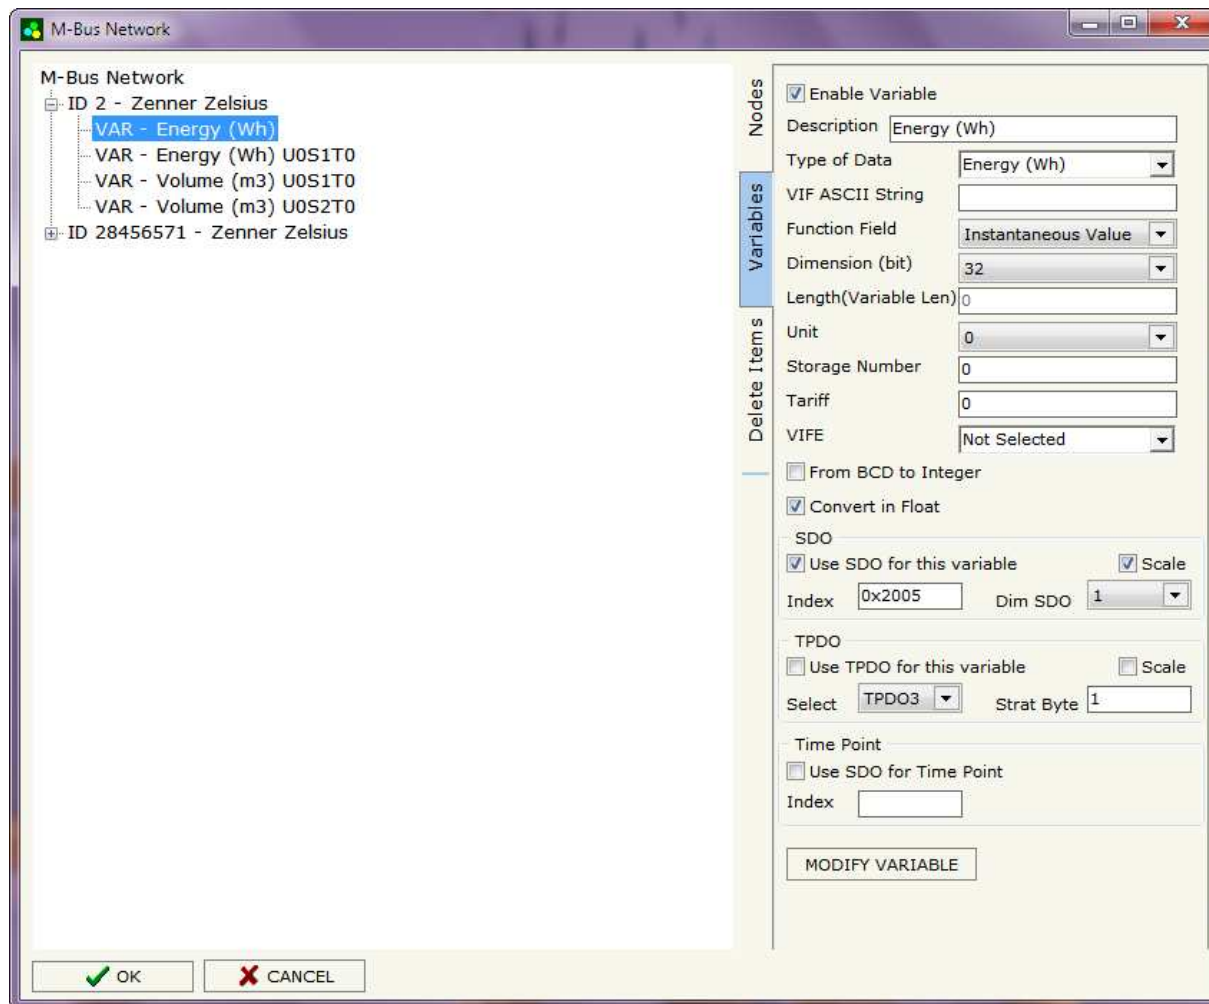 M-Bus Network
M-Bus Network
ID 2 - Zenner Zelsius
VAR - Energy (Wh)
VAR - Energy (Wh) U0S1T0
VAR - Volume (m3) U0S1T0
VAR - Volume (m3) U0S2T0
ID 28456571 - Zenner Zelsius
Nodes
Variables
Delete Items
Enable Variable
Description Energy (Wh)
Type of Data Energy (Wh)
VIF ASCII String
Function Field Instantaneous Value
Dimension (bit) 32
Length(Variable Len) 0
Unit 0
Storage Number 0
Tariff 0
VIFE Not Selected
From BCD to Integer
Convert in Float
SDO
Use SDO for this variable Scale
Index 0x2005 Dim SDO 1
TPDO
Use TPDO for this variable Scale
Select TPDO3 Strat Byte 1
Time Point
Use SDO for Time Point
Index
MODIFY VARIABLE
OK CANCEL